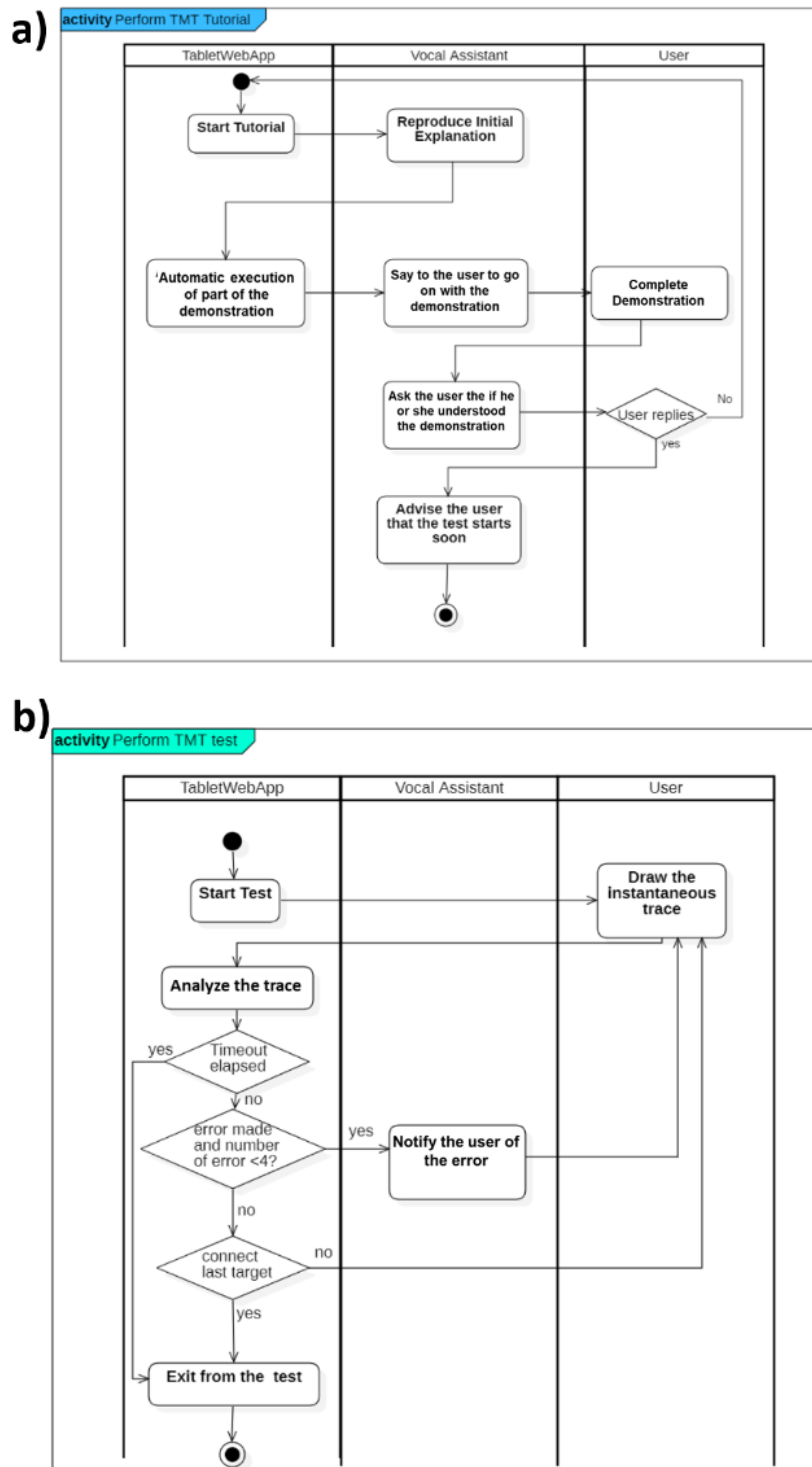 a)
activity Perform TMT Tutorial
TabletWebApp
Vocal Assistant
User
Start Tutorial
Reproduce Initial
Explanation
'Automatic execution
of part of the
demonstration
Say to the user to go
on with the
demonstration
Complete
Demonstration
Ask the user the if he
or she understood
the demonstration
User replies
No
yes
Advise the user
that the test starts
soon
b)
activity Perform TMT test
TabletWebApp
Vocal Assistant
User
Start Test
Draw the
instantaneous
trace
Analyze the trace
yes
Timeout
elapsed
no
error made
and number
of error <4?
yes
Notify the user of
the error
no
connect
last target
no
yes
Exit from the test